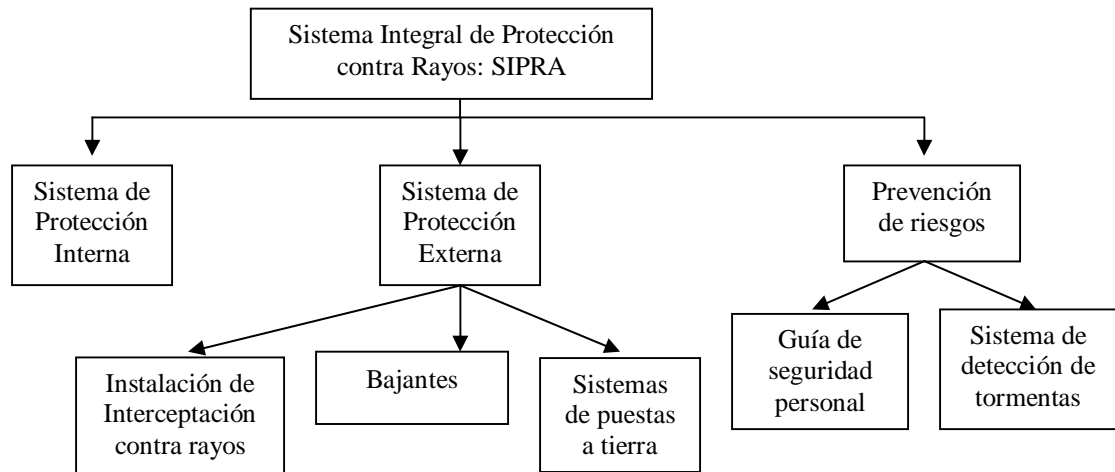 Sistema Integral de Protección
contra Rayos: SIPRA
Sistema de
Protección
Interna
Sistema de
Protección
Externa
Prevención
de riesgos
Instalación de
Interceptación
contra rayos
Bajantes
Sistemas
de puestas
a tierra
Guía de
seguridad
personal
Sistema de
detección de
tormentas